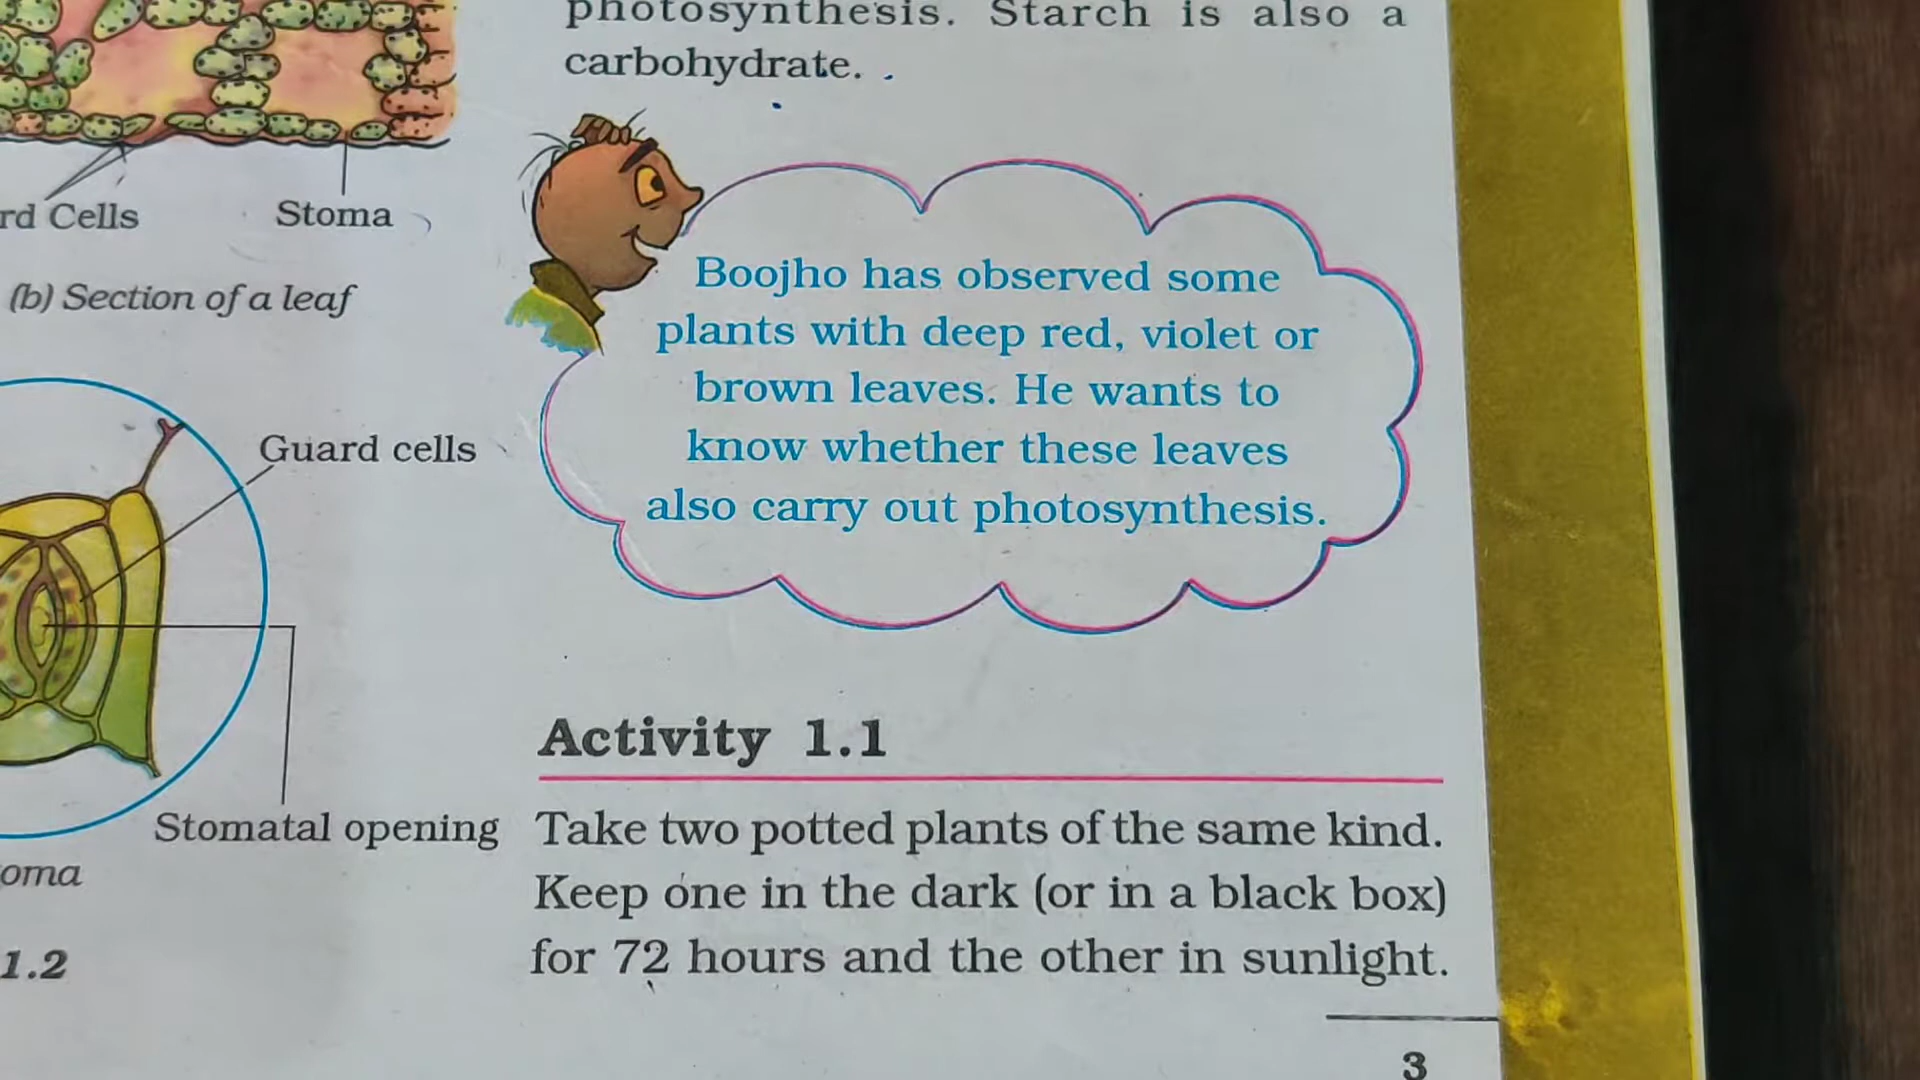 photosynthesis. Starch is also a
carbohydrate.
Cells
Stoma
(b) Section of a leaf
Guard cells
Stomatal opening
1.2
Boojho has observed some
plants with deep red, violet or
brown leaves. He wants to
know whether these leaves
also carry out photosynthesis.
Activity 1.1
Take two potted plants of the same kind.
Keep one in the dark (or in a black box)
for 72 hours and the other in sunlight.
3